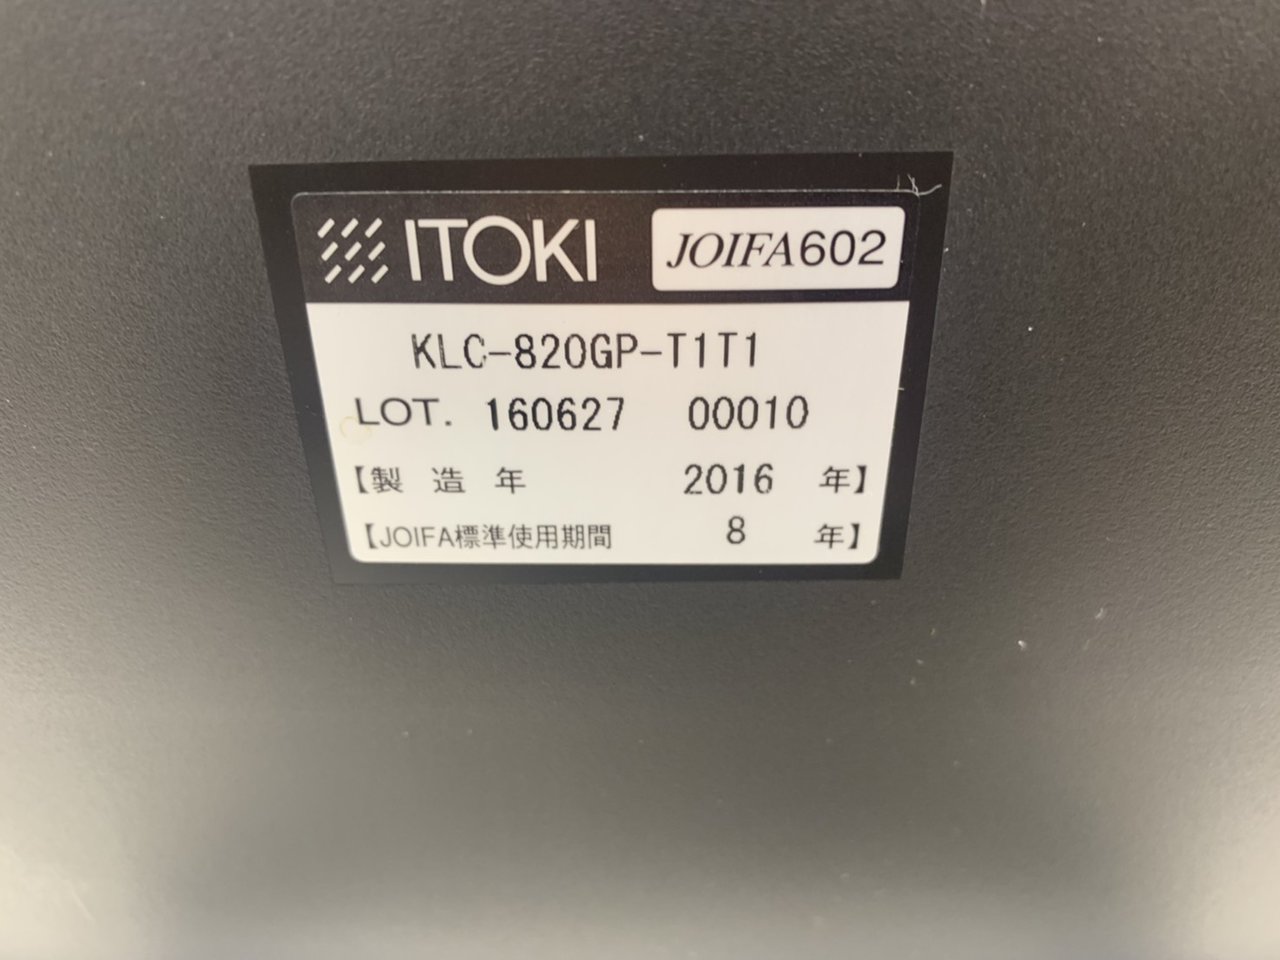 ITOKI JOIFA602
KLC-820GP-T1T1
LOT. 160627 00010
【製造年 2016 年】
【JOIFA標準使用期間 8 年】